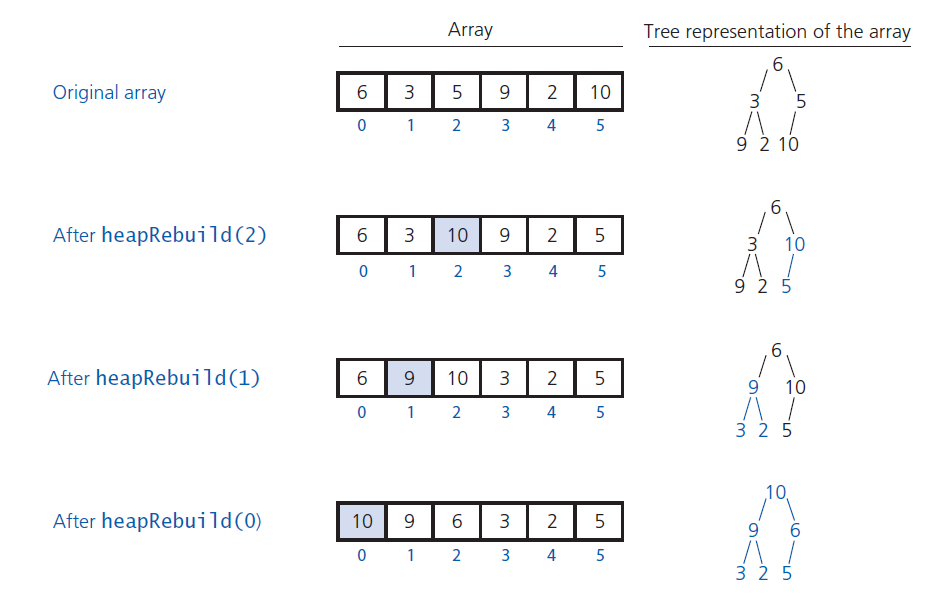 Array
Tree representation of the array
Original array
6 3 5 9 2 10
0 1 2 3 4 5
6
3 5
9 2 10
After heapRebuild(2)
6 3 10 9 2 5
0 1 2 3 4 5
6
3 10
9 2 5
After heapRebuild(1)
6 9 10 3 2 5
0 1 2 3 4 5
6
9 10
3 2 5
After heapRebuild(0)
10 9 6 3 2 5
0 1 2 3 4 5
10
9 6
3 2 5